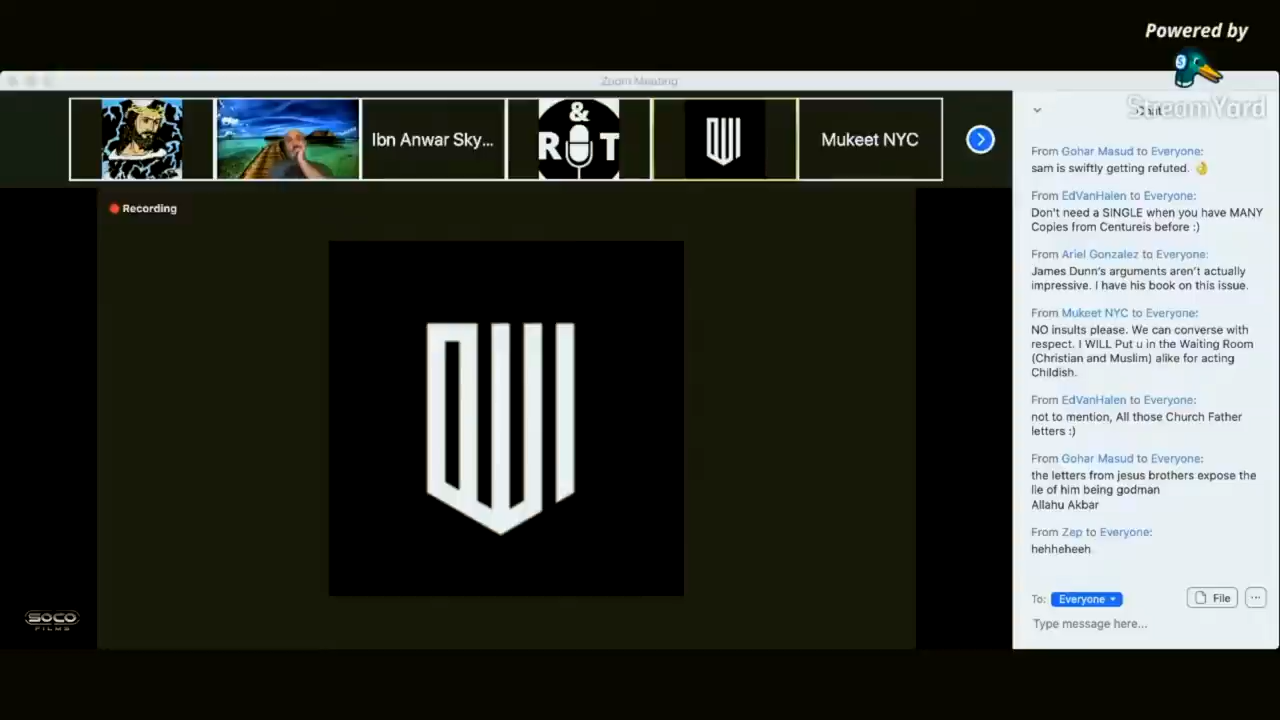 Powered by
StreamYard
Zoom Meeting
Ibn Anwar Sky...
&
R T
Mukeet NYC
Recording
SOCO
FILMS
From Gohar Masud to Everyone:
sam is swiftly getting refuted. 👌
From EdVanHalen to Everyone:
Don't need a SINGLE when you have MANY
Copies from Centureis before :)
From Ariel Gonzalez to Everyone:
James Dunn's arguments aren't actually
impressive. I have his book on this issue.
From Mukeet NYC to Everyone:
NO insults please. We can converse with
respect. I WILL Put u in the Waiting Room
(Christian and Muslim) alike for acting
Childish.
From EdVanHalen to Everyone:
not to mention, All those Church Father
letters :)
From Gohar Masud to Everyone:
the letters from jesus brothers expose the
lie of him being godman
Allahu Akbar
From Zep to Everyone:
hehheheeh
To: Everyone
File
Type message here...